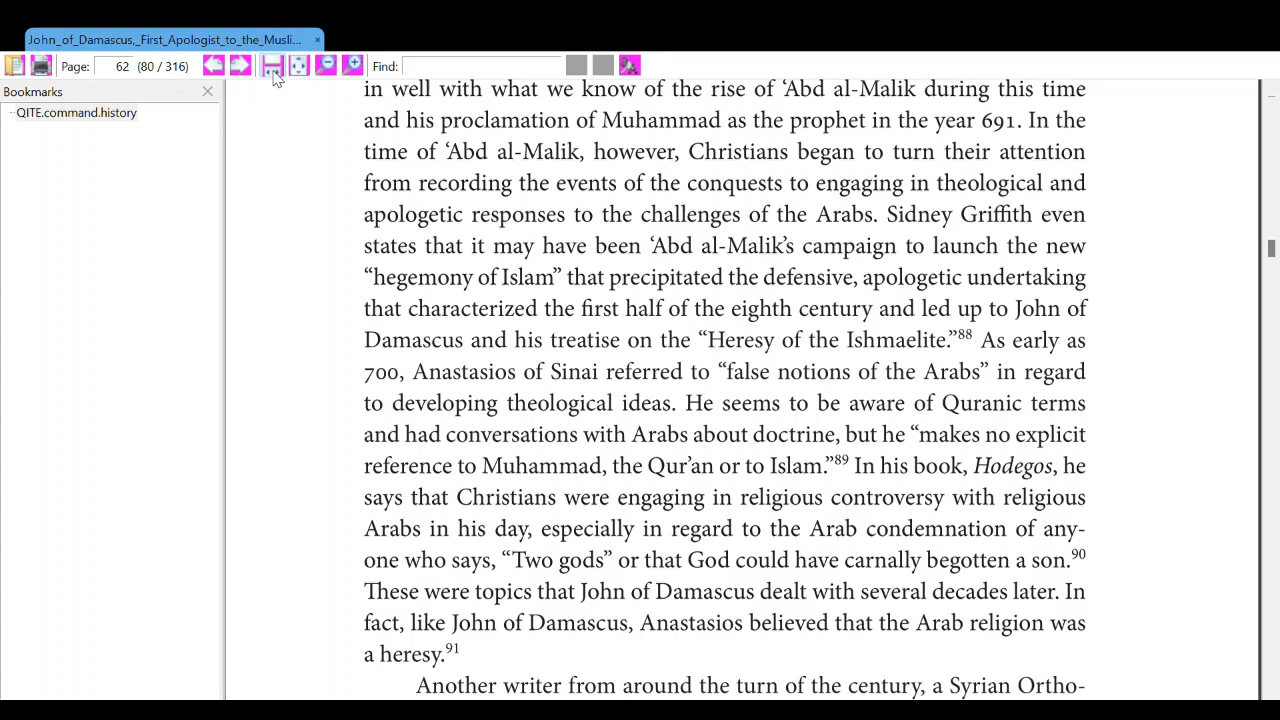 John_of_Damascus,_First_Apologist_to_the_Musli... ×
Page: 62 (80 / 316) Find:
Bookmarks
QITE.command.history
in well with what we know of the rise of ‘Abd al-Malik during this time
and his proclamation of Muhammad as the prophet in the year 691. In the
time of ‘Abd al-Malik, however, Christians began to turn their attention
from recording the events of the conquests to engaging in theological and
apologetic responses to the challenges of the Arabs. Sidney Griffith even
states that it may have been ‘Abd al-Malik’s campaign to launch the new
“hegemony of Islam” that precipitated the defensive, apologetic undertaking
that characterized the first half of the eighth century and led up to John of
Damascus and his treatise on the “Heresy of the Ishmaelite.”88 As early as
700, Anastasios of Sinai referred to “false notions of the Arabs” in regard
to developing theological ideas. He seems to be aware of Quranic terms
and had conversations with Arabs about doctrine, but he “makes no explicit
reference to Muhammad, the Qur’an or to Islam.”89 In his book, Hodegos, he
says that Christians were engaging in religious controversy with religious
Arabs in his day, especially in regard to the Arab condemnation of any-
one who says, “Two gods” or that God could have carnally begotten a son.90
These were topics that John of Damascus dealt with several decades later. In
fact, like John of Damascus, Anastasios believed that the Arab religion was
a heresy.91
Another writer from around the turn of the century, a Syrian Ortho-